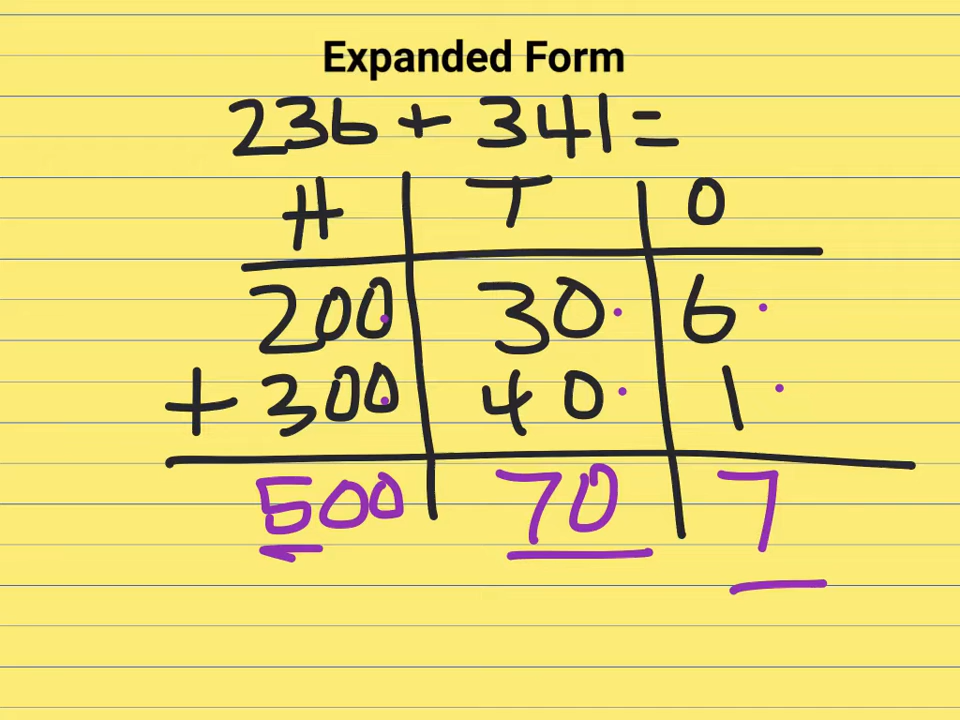 Expanded Form
236 + 341 =
H T O
200 30 6
+ 300 40 1
500 70 7